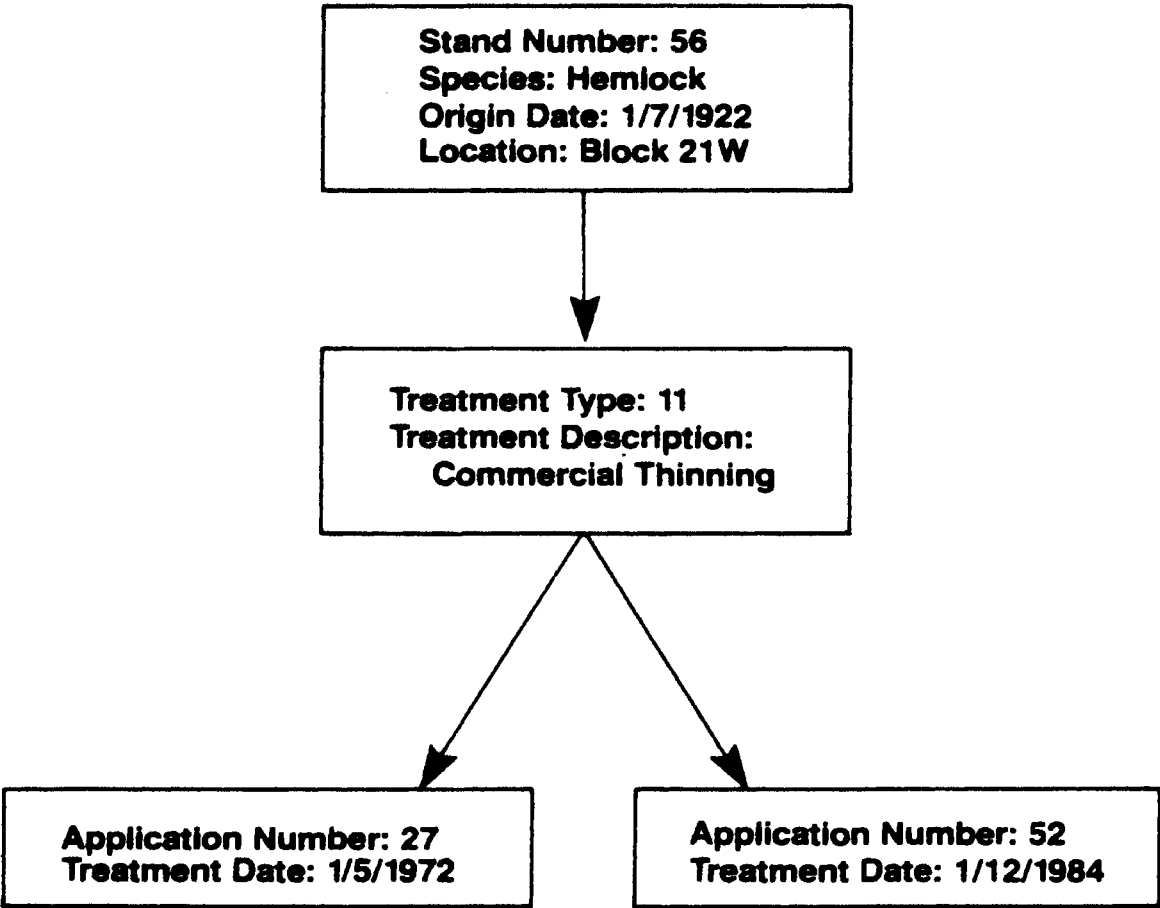 Stand Number: 56
Species: Hemlock
Origin Date: 1/7/1922
Location: Block 21W
Treatment Type: 11
Treatment Description:
Commercial Thinning
Application Number: 27
Treatment Date: 1/5/1972
Application Number: 52
Treatment Date: 1/12/1984